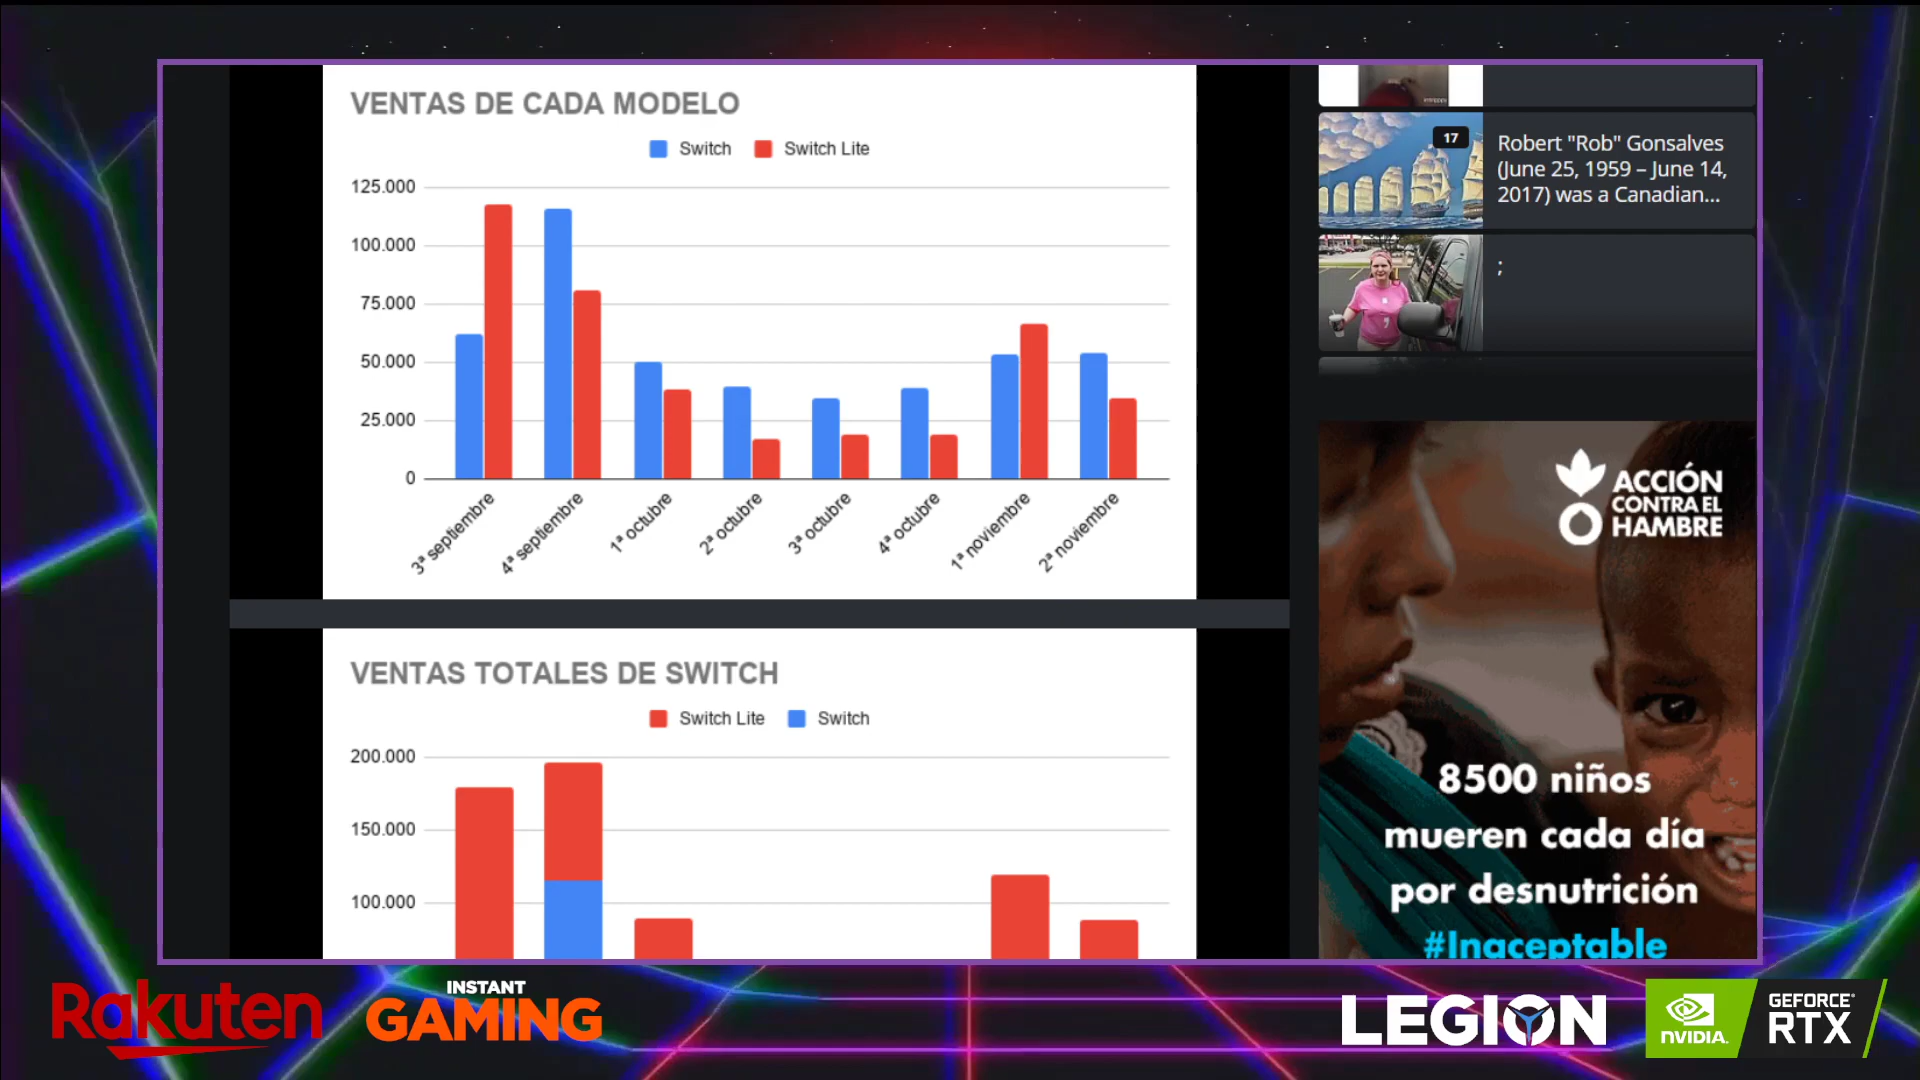 VENTAS DE CADA MODELO
Switch
Switch Lite
125.000
100.000
75.000
50.000
25.000
0
3ª septiembre
4ª septiembre
1ª octubre
2ª octubre
3ª octubre
4ª octubre
1ª noviembre
2ª noviembre
VENTAS TOTALES DE SWITCH
Switch Lite
Switch
200.000
150.000
100.000
17
Robert "Rob" Gonsalves
(June 25, 1959 – June 14,
2017) was a Canadian...
;
ACCIÓN
CONTRA EL
HAMBRE
8500 niños
mueren cada día
por desnutrición
#Inaceptable
Rakuten
INSTANT
GAMING
LEGION
NVIDIA.
GEFORCE®
RTX